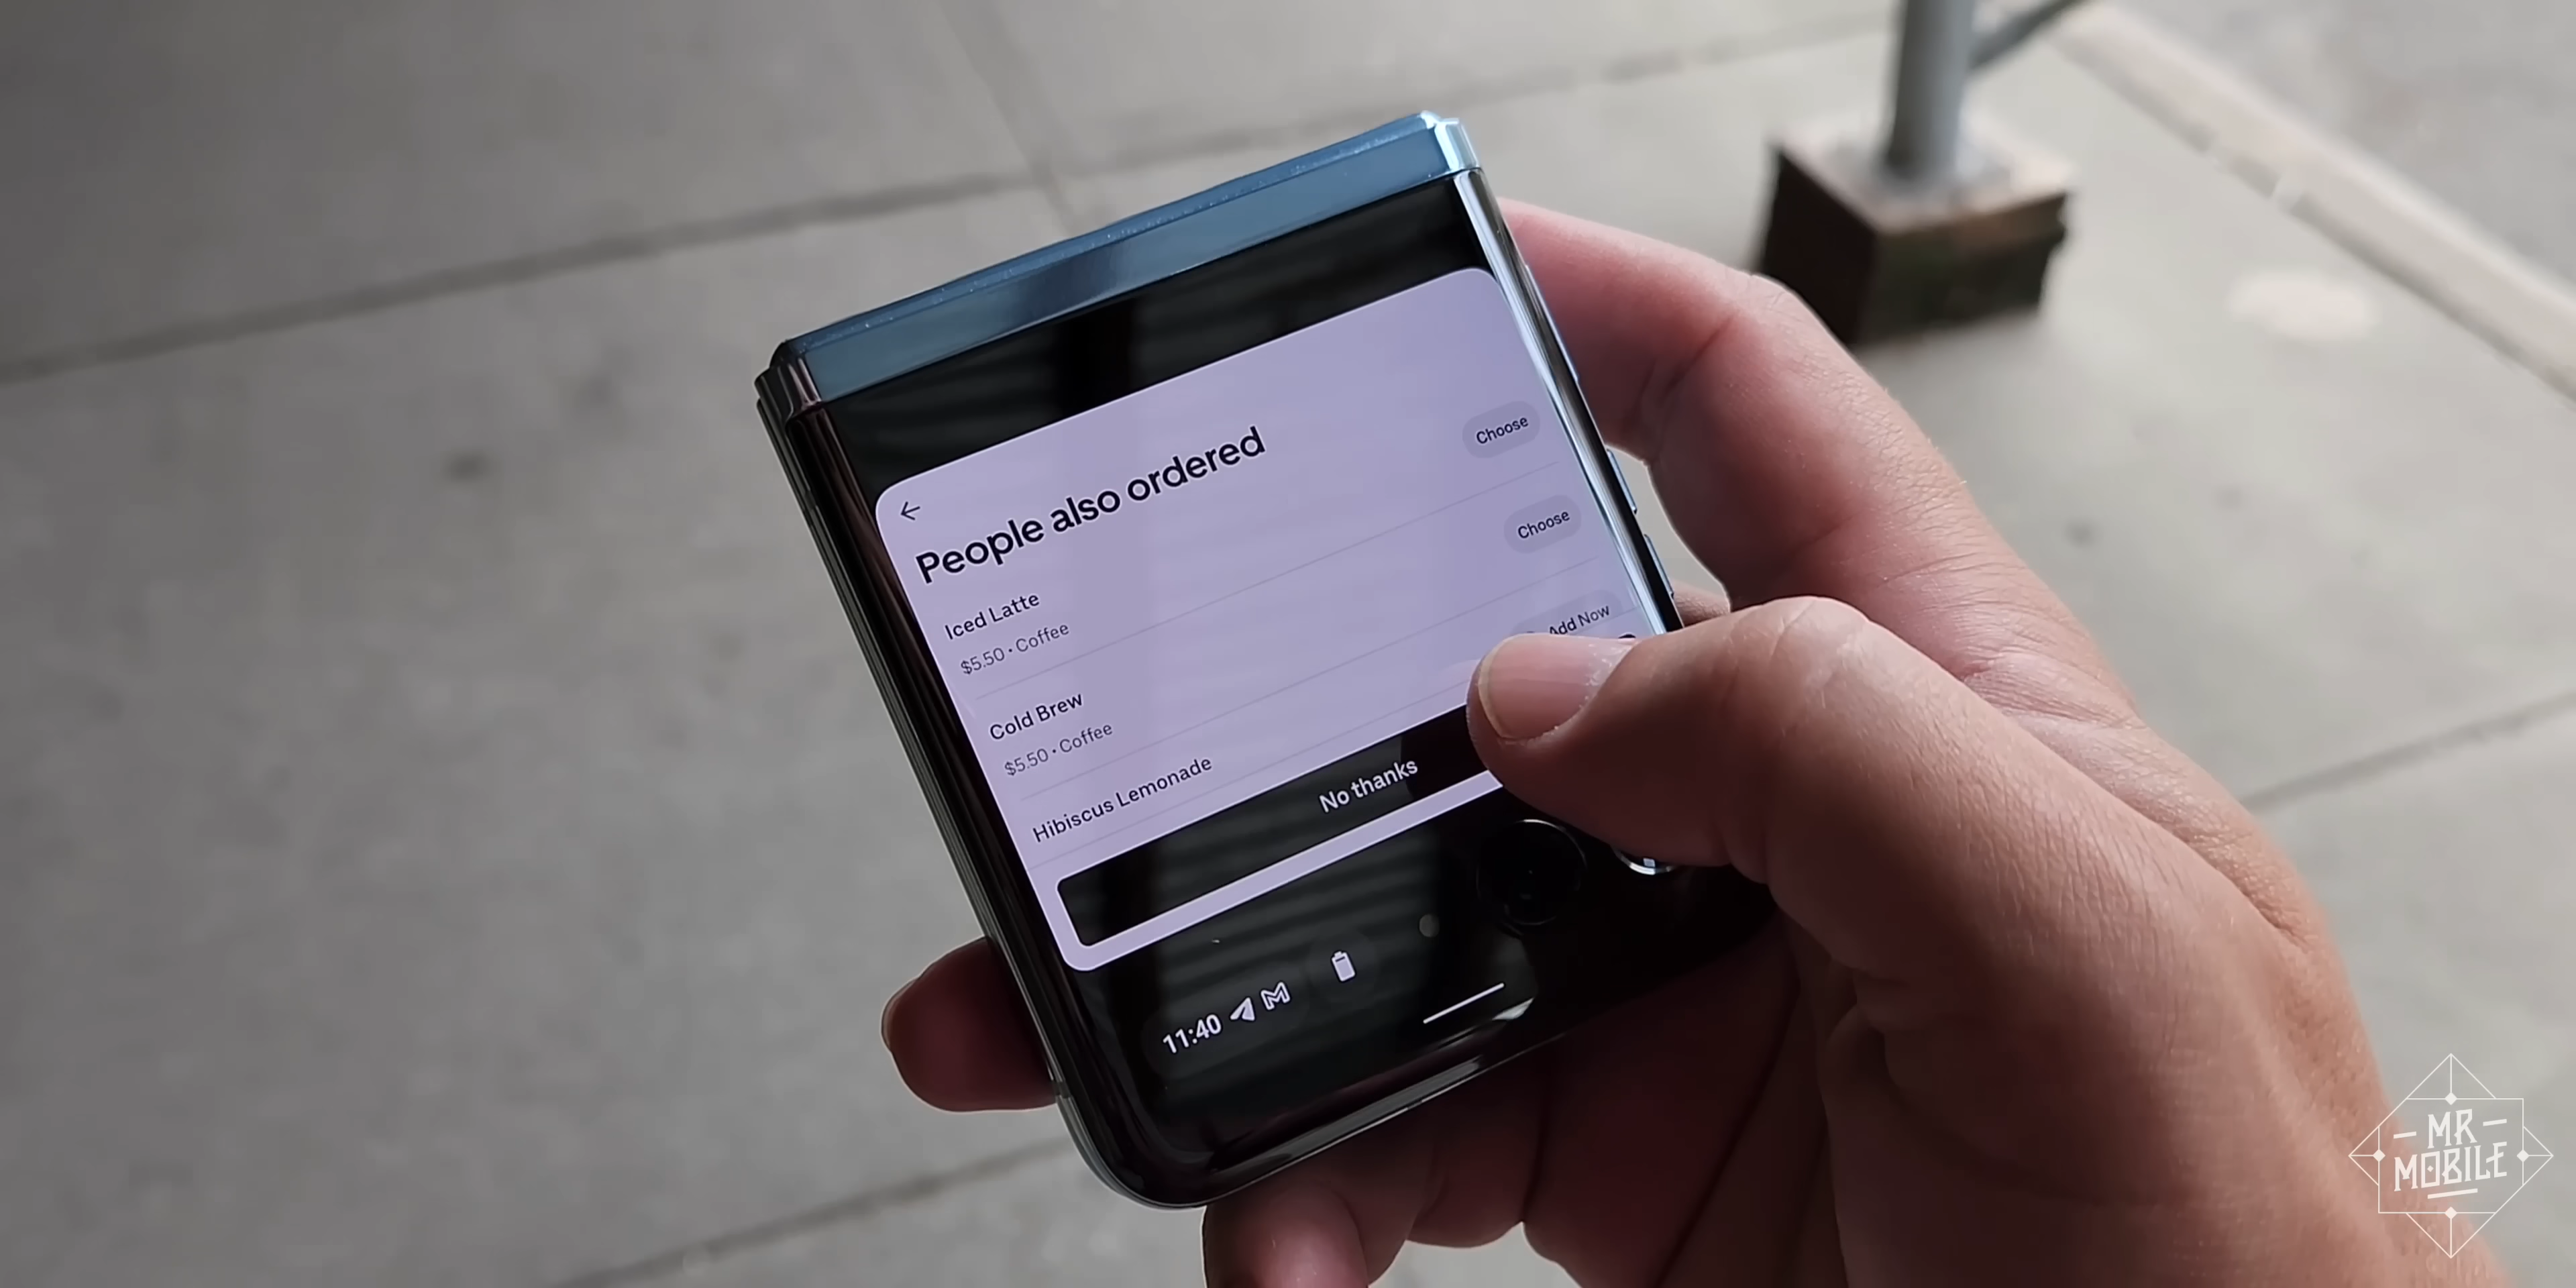 People also ordered
Iced Latte
$5.50 • Coffee
Choose
Cold Brew
$5.50 • Coffee
Choose
Hibiscus Lemonade
Add Now
No thanks
11:40
MR
MOBILE